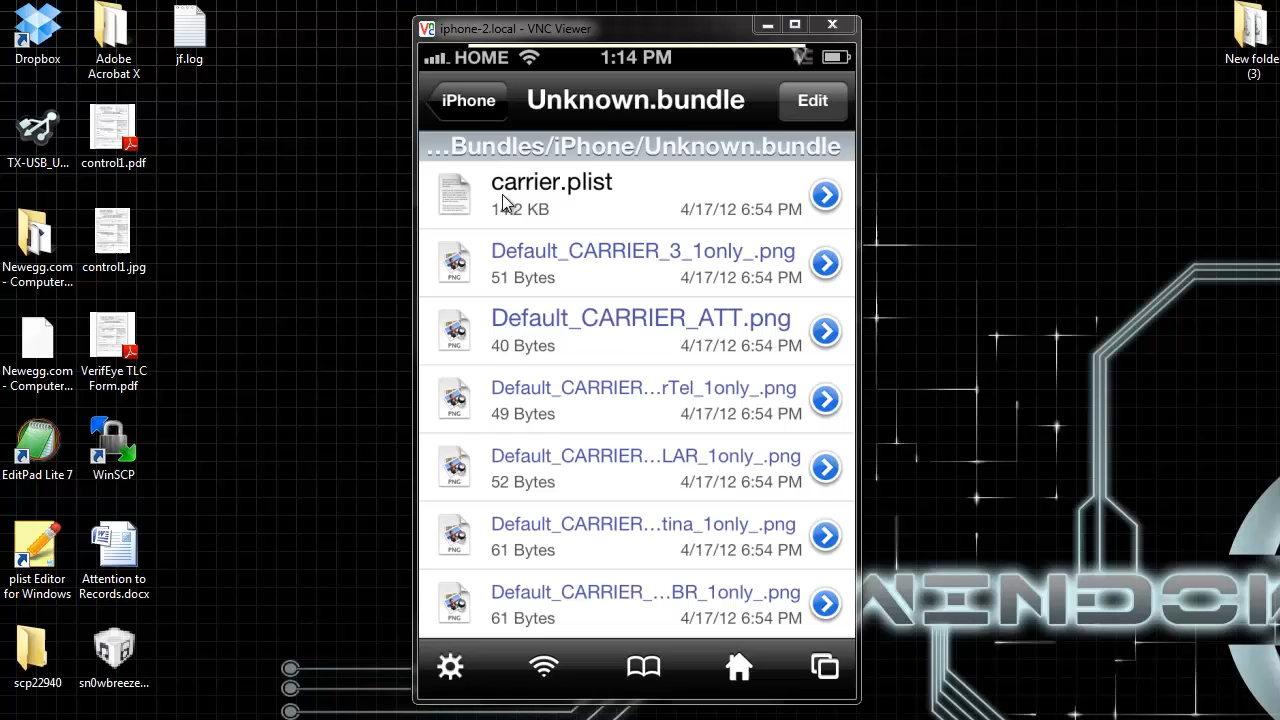 Dropbox
Adobe
Acrobat X
jf.log
TX-USB_U...
control1.pdf
Newegg.com
- Computer...
control1.jpg
Newegg.com
- Computer...
VerifEye TLC
Form.pdf
EditPad Lite 7
WinSCP
plist Editor
for Windows
Attention to
Records.docx
scp22940
sn0wbreeze...
iphone-2.local - VNC Viewer
HOME
1:14 PM
iPhone
Unknown.bundle
Edit
...Bundles/iPhone/Unknown.bundle
carrier.plist
KB 4/17/12 6:54 PM
Default_CARRIER_3_1only_.png
51 Bytes 4/17/12 6:54 PM
Default_CARRIER_ATT.png
40 Bytes 4/17/12 6:54 PM
Default_CARRIER...rTel_1only_.png
49 Bytes 4/17/12 6:54 PM
Default_CARRIER...LAR_1only_.png
52 Bytes 4/17/12 6:54 PM
Default_CARRIER...tina_1only_.png
61 Bytes 4/17/12 6:54 PM
Default_CARRIER_...BR_1only_.png
61 Bytes 4/17/12 6:54 PM
New folde
(3)